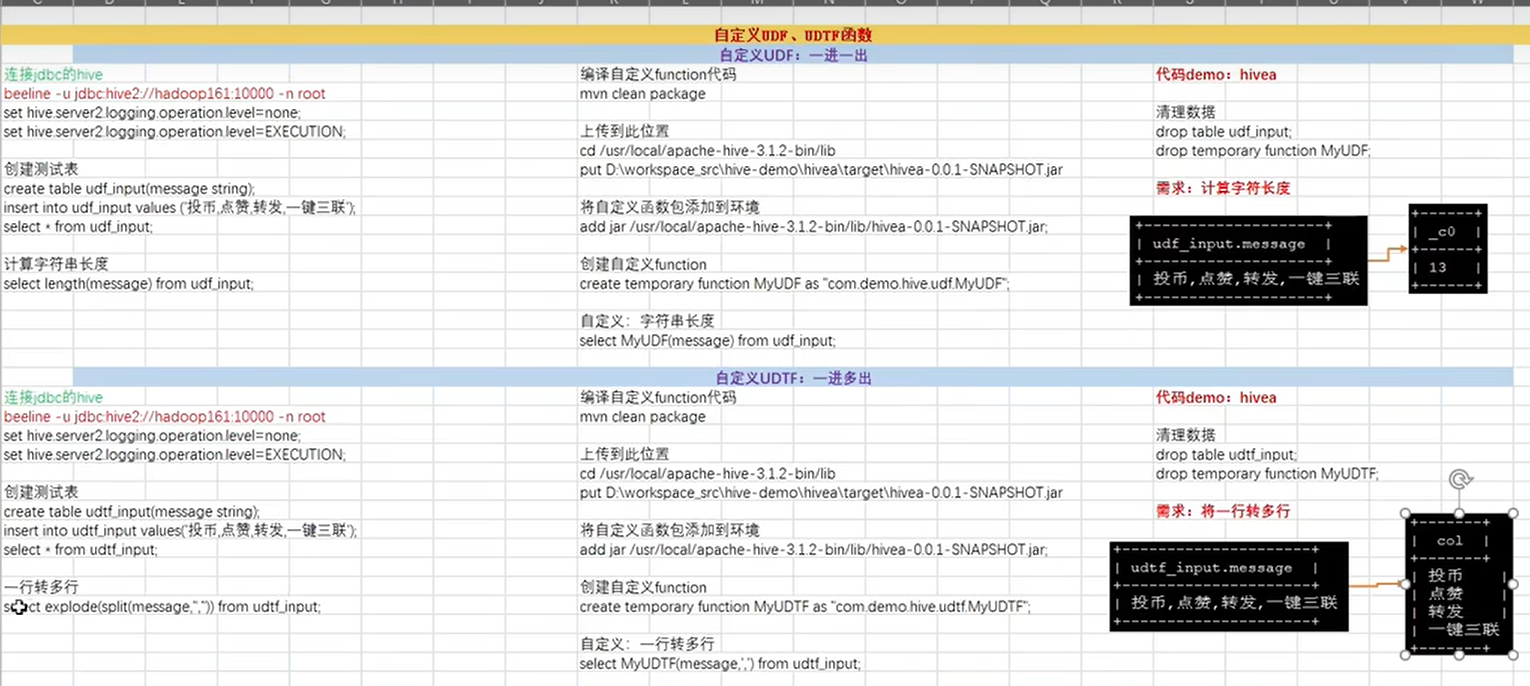 自定义UDF、UDTF函数
自定义UDF：一进一出
连接jdbc的hive
beeline -u jdbc:hive2://hadoop161:10000 -n root
set hive.server2.logging.operation.level=none;
set hive.server2.logging.operation.level=EXECUTION;
创建测试表
create table udf_input(message string);
insert into udf_input values ('投币,点赞,转发,一键三联');
select * from udf_input;
计算字符串长度
select length(message) from udf_input;
编译自定义function代码
mvn clean package
上传到此位置
cd /usr/local/apache-hive-3.1.2-bin/lib
put D:\workspace_src\hive-demo\hivea\target\hivea-0.0.1-SNAPSHOT.jar
将自定义函数包添加到环境
add jar /usr/local/apache-hive-3.1.2-bin/lib/hivea-0.0.1-SNAPSHOT.jar;
创建自定义function
create temporary function MyUDF as "com.demo.hive.udf.MyUDF";
自定义：字符串长度
select MyUDF(message) from udf_input;
代码demo：hivea
清理数据
drop table udf_input;
drop temporary function MyUDF;
需求：计算字符长度
udf_input.message
投币,点赞,转发,一键三联
_c0
13
自定义UDTF：一进多出
连接jdbc的hive
beeline -u jdbc:hive2://hadoop161:10000 -n root
set hive.server2.logging.operation.level=none;
set hive.server2.logging.operation.level=EXECUTION;
创建测试表
create table udtf_input(message string);
insert into udtf_input values('投币,点赞,转发,一键三联');
select * from udtf_input;
一行转多行
explode(split(message,",")) from udtf_input;
编译自定义function代码
mvn clean package
上传到此位置
cd /usr/local/apache-hive-3.1.2-bin/lib
put D:\workspace_src\hive-demo\hivea\target\hivea-0.0.1-SNAPSHOT.jar
将自定义函数包添加到环境
add jar /usr/local/apache-hive-3.1.2-bin/lib/hivea-0.0.1-SNAPSHOT.jar;
创建自定义function
create temporary function MyUDTF as "com.demo.hive.udtf.MyUDTF";
自定义：一行转多行
select MyUDTF(message,',') from udtf_input;
代码demo：hivea
清理数据
drop table udtf_input;
drop temporary function MyUDTF;
需求：将一行转多行
udtf_input.message
投币,点赞,转发,一键三联
col
投币
点赞
转发
一键三联